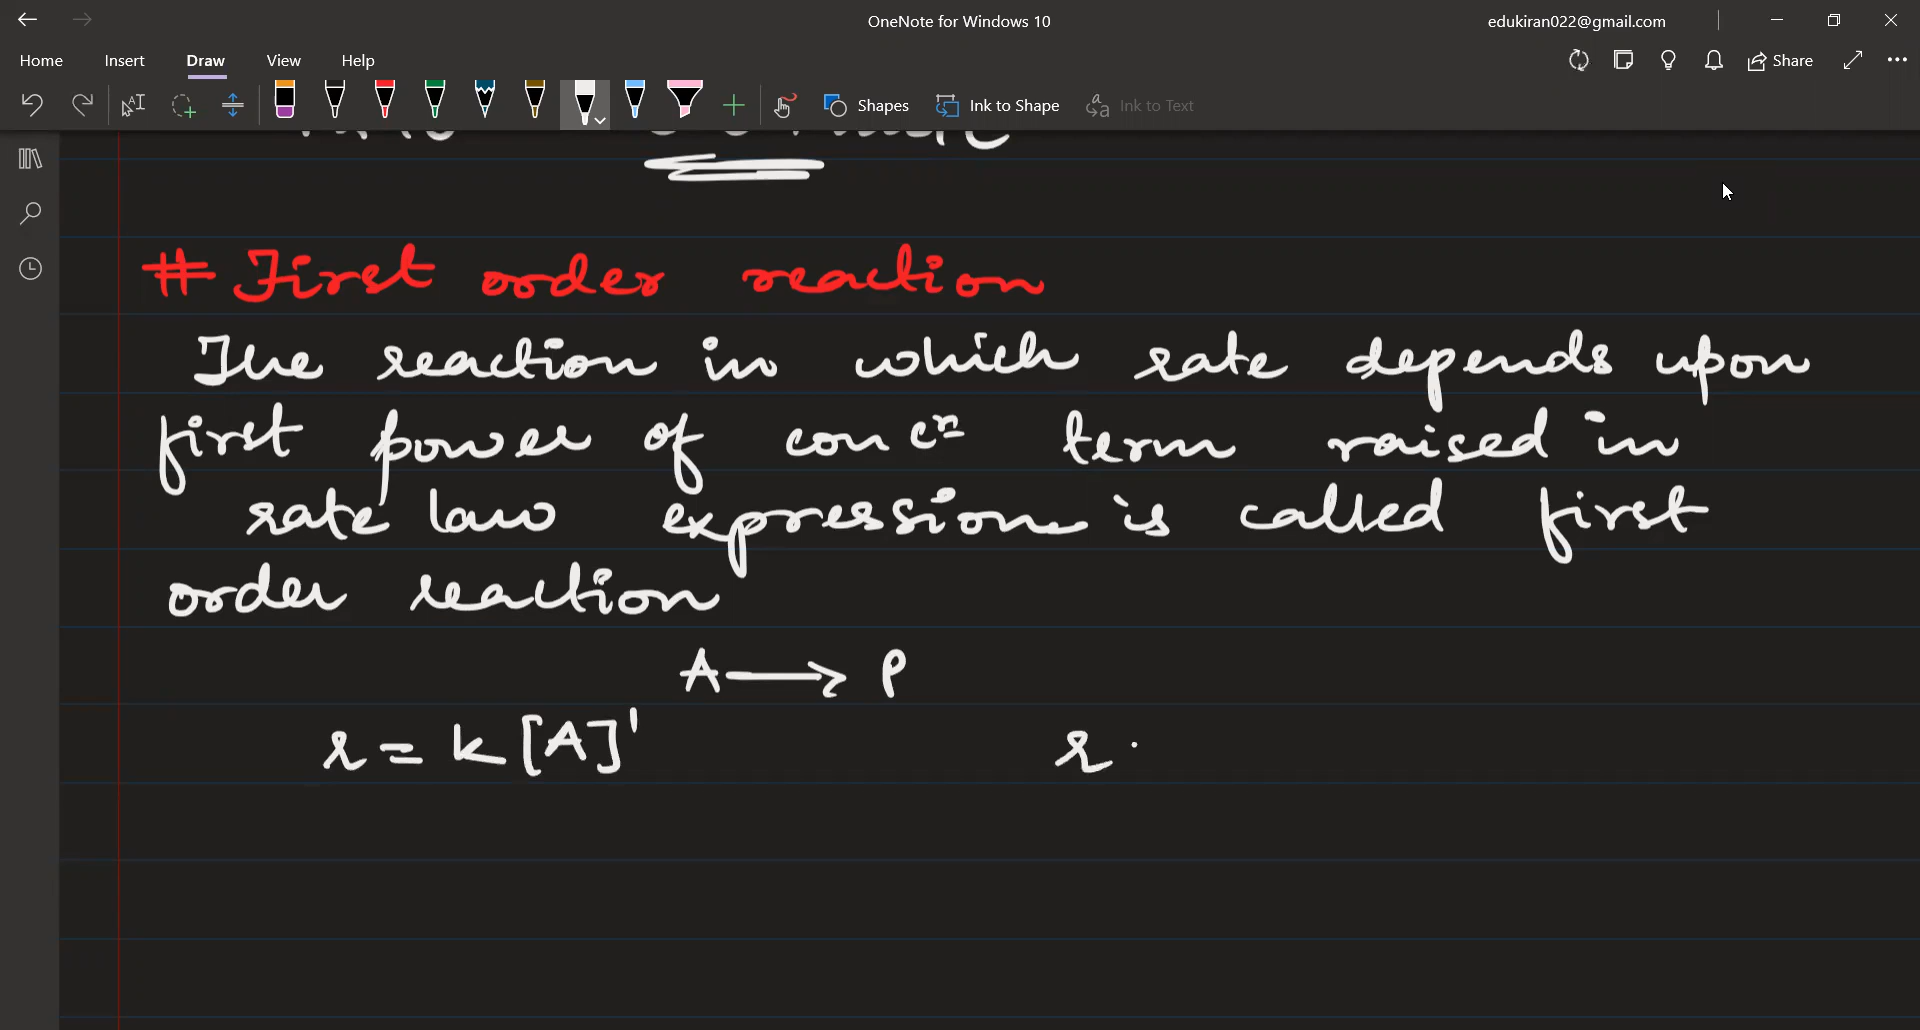 OneNote for Windows 10
edukiran022@gmail.com
Home Insert Draw View Help
Share
Shapes Ink to Shape Ink to Text
# First order reaction
The reaction in which rate depends upon
first power of concⁿ term raised in
rate law expression is called first
order reaction
A ⟶ P
r = k [A]¹
r